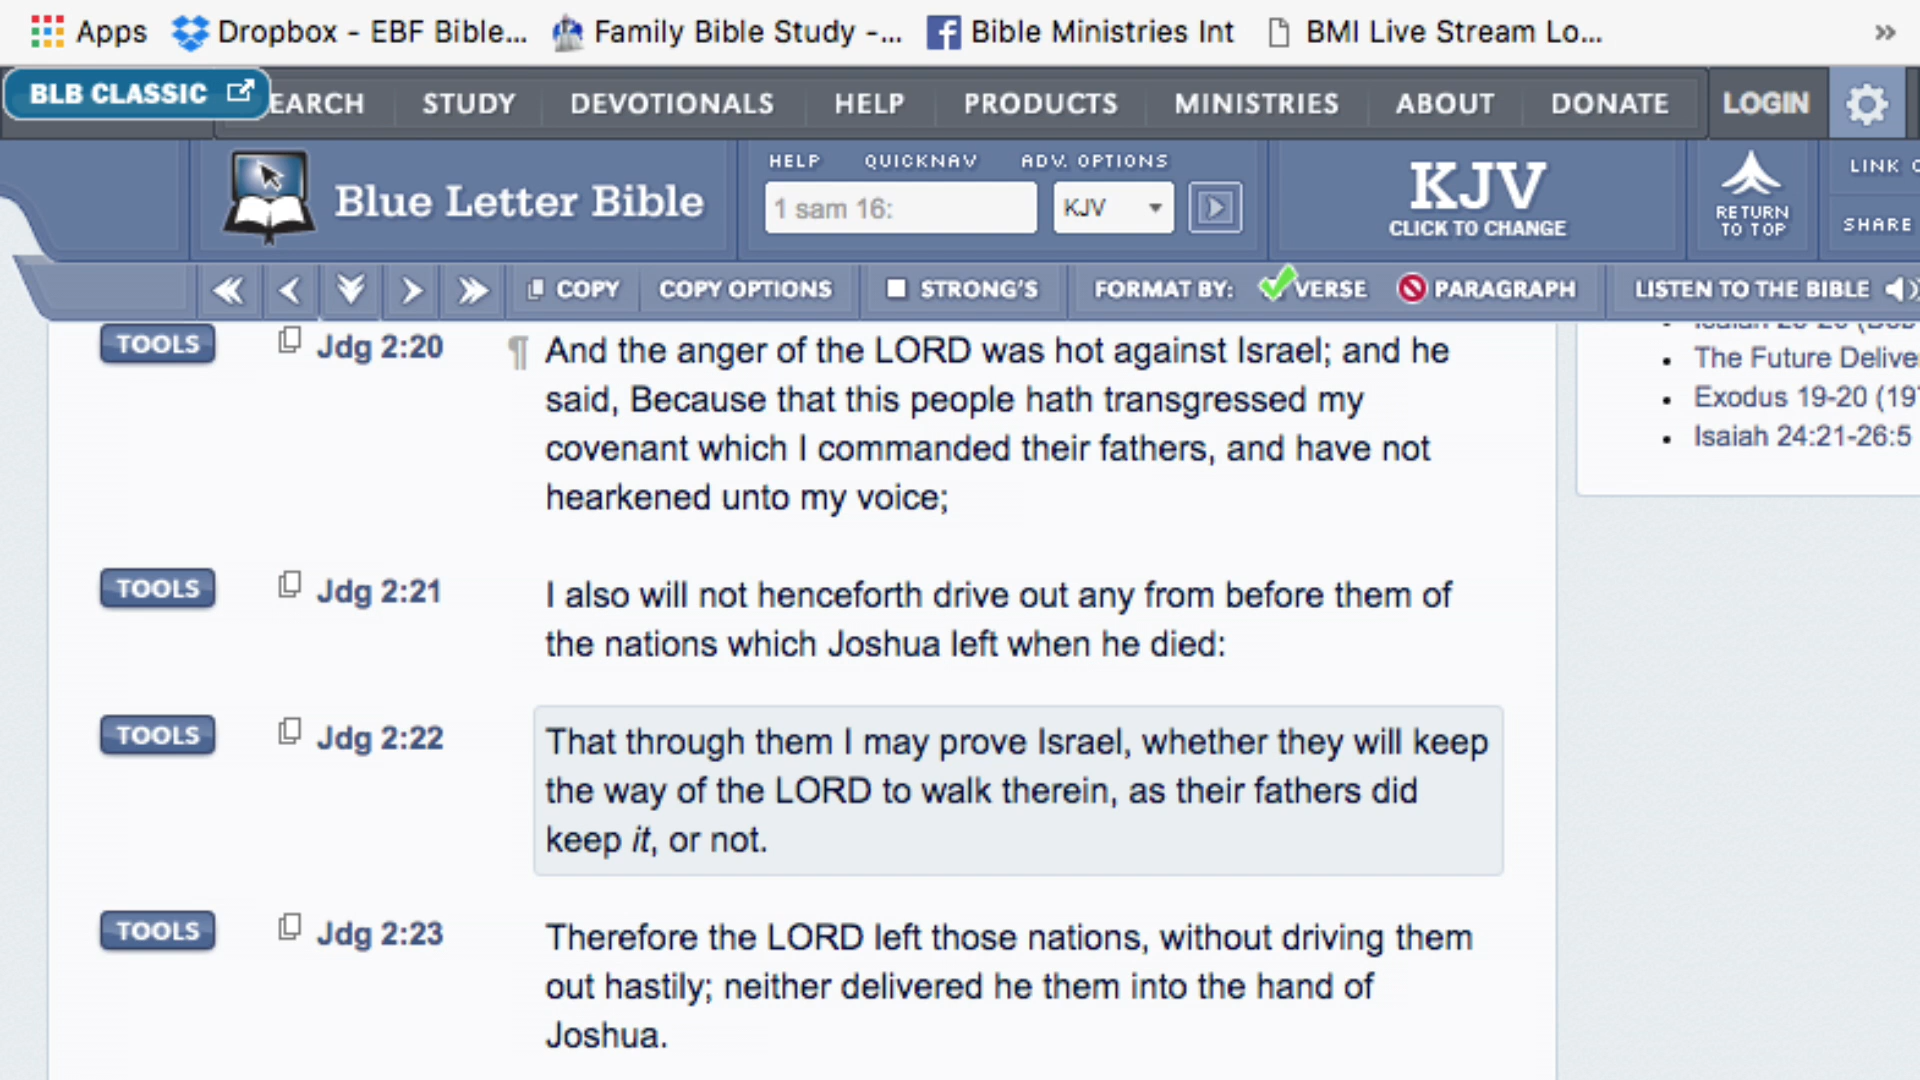 Apps Dropbox - EBF Bible... Family Bible Study -... Bible Ministries Int BMI Live Stream Lo... »
BLB CLASSIC EARCH STUDY DEVOTIONALS HELP PRODUCTS MINISTRIES ABOUT DONATE LOGIN
HELP QUICKNAV ADV. OPTIONS
Blue Letter Bible
1 sam 16: KJV
KJV
CLICK TO CHANGE
RETURN
TO TOP
LINK
SHARE
COPY COPY OPTIONS STRONG'S FORMAT BY: VERSE PARAGRAPH LISTEN TO THE BIBLE
TOOLS Jdg 2:20 ¶ And the anger of the LORD was hot against Israel; and he
said, Because that this people hath transgressed my
covenant which I commanded their fathers, and have not
hearkened unto my voice;
TOOLS Jdg 2:21 I also will not henceforth drive out any from before them of
the nations which Joshua left when he died:
TOOLS Jdg 2:22 That through them I may prove Israel, whether they will keep
the way of the LORD to walk therein, as their fathers did
keep it, or not.
TOOLS Jdg 2:23 Therefore the LORD left those nations, without driving them
out hastily; neither delivered he them into the hand of
Joshua.
• The Future Delive
• Exodus 19-20 (19
• Isaiah 24:21-26:5